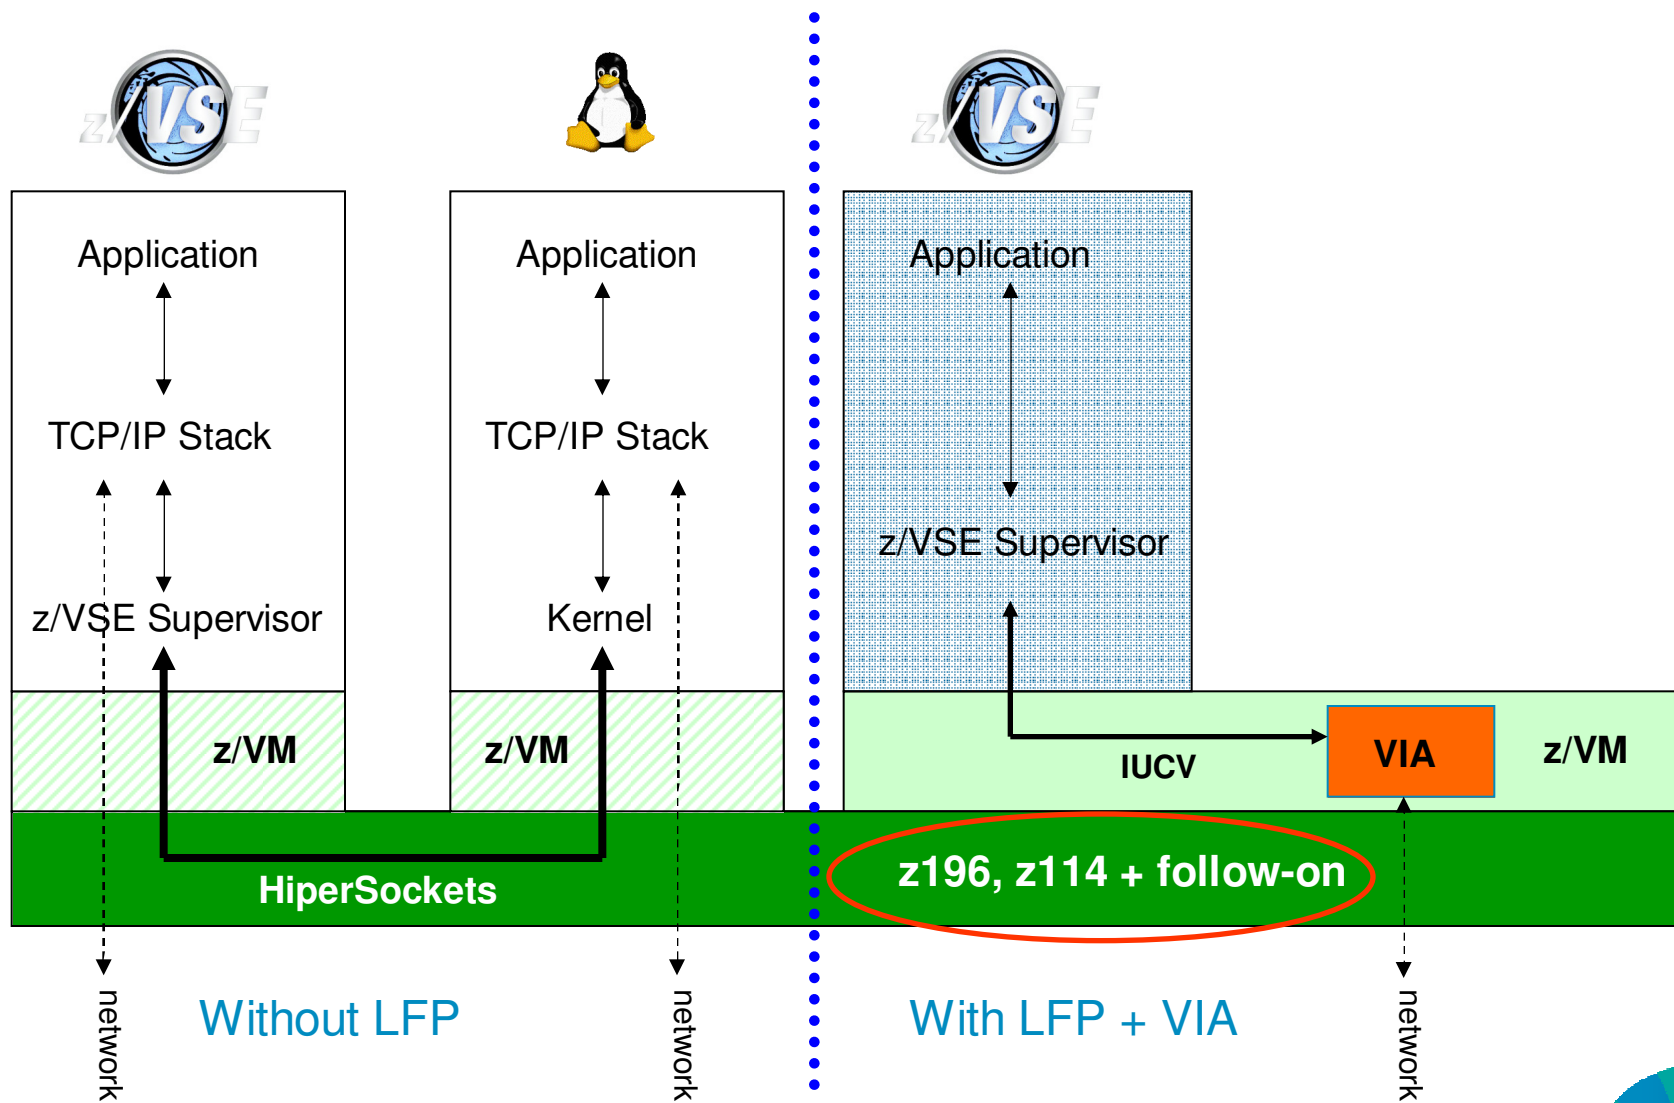 z/VSE
z/VSE
Application
Application
Application
TCP/IP Stack
TCP/IP Stack
z/VSE Supervisor
z/VSE Supervisor
Kernel
z/VM
z/VM
IUCV
VIA
z/VM
HiperSockets
z196, z114 + follow-on
network
Without LFP
network
With LFP + VIA
network